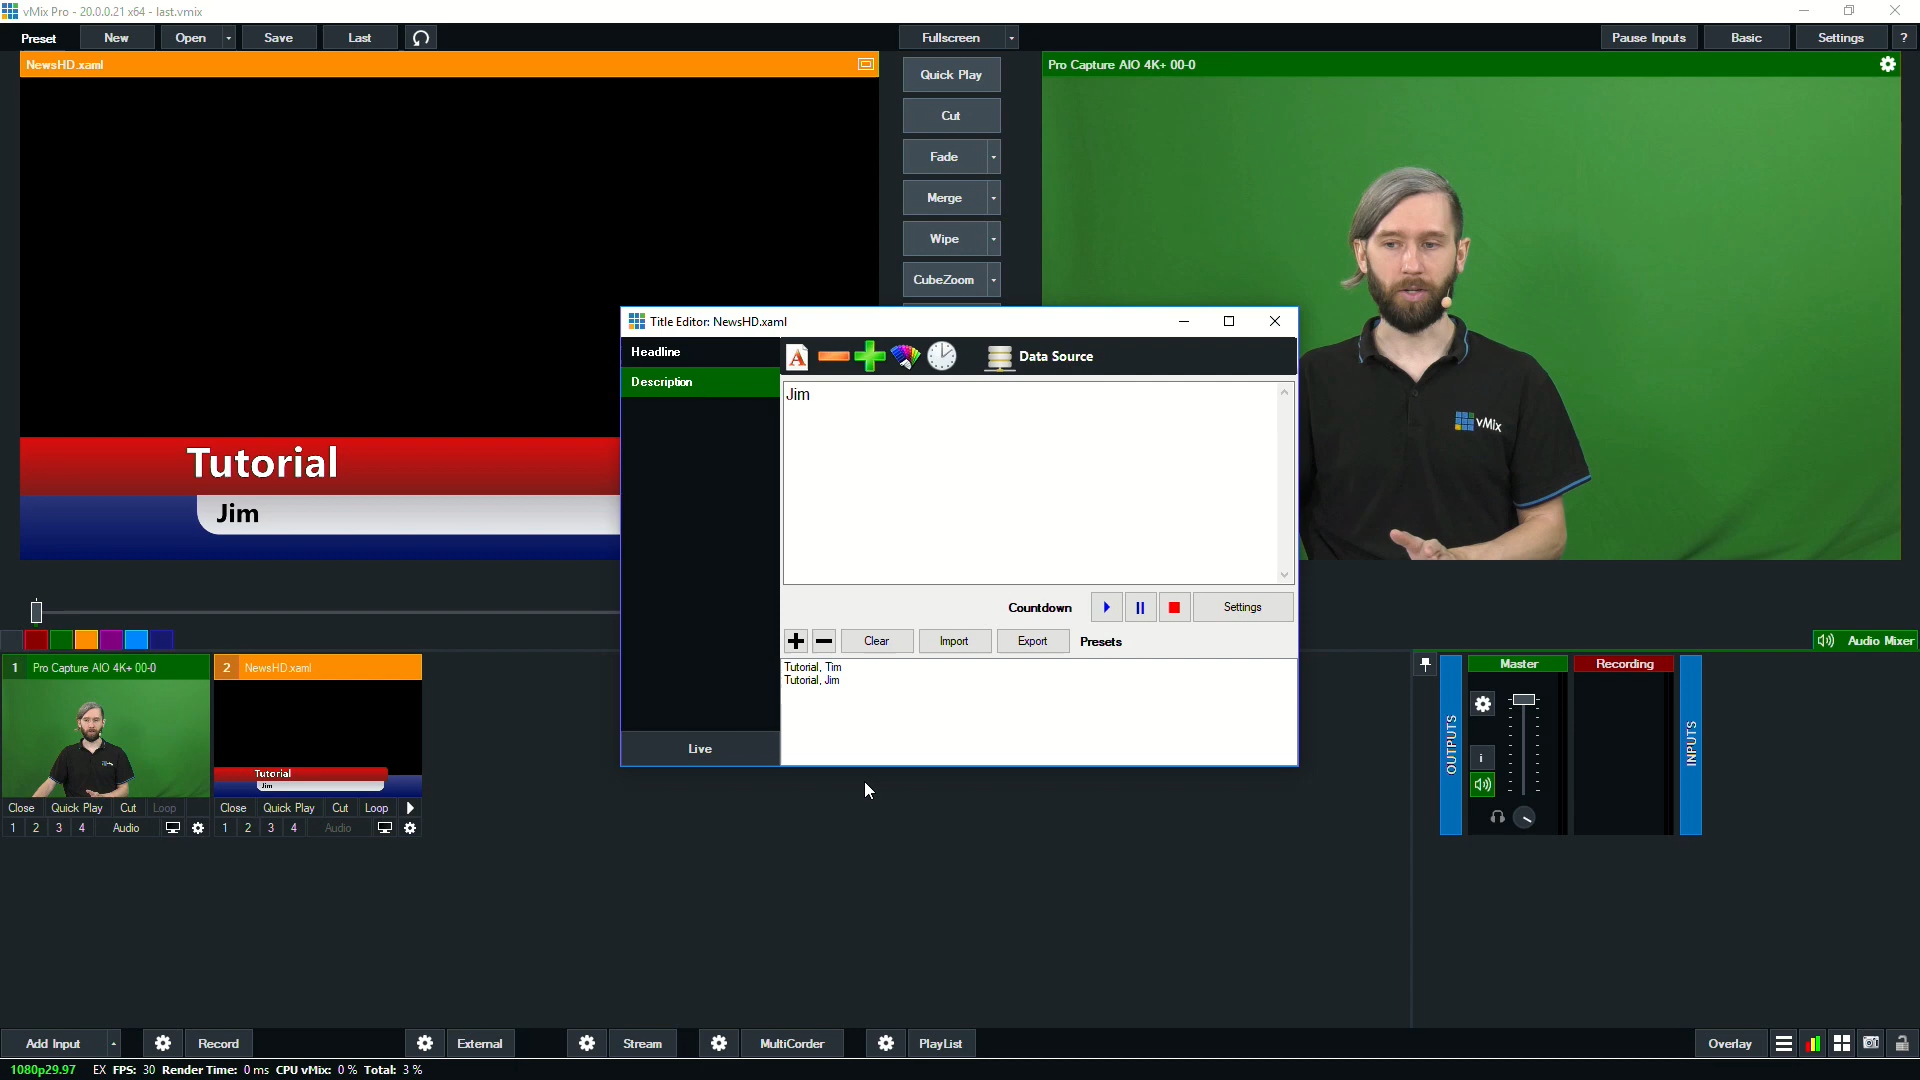 vMix Pro - 20.0.0.21 x64 - last.vmix
Preset New Open Save Last Fullscreen Pause Inputs Basic Settings ?
NewsHD.xaml
Pro Capture AIO 4K+ 00-0
Quick Play
Cut
Fade
Merge
Wipe
CubeZoom
vMix
Tutorial
Jim
Title Editor: NewsHD.xaml
Headline
Description
Data Source
Jim
Countdown Settings
Clear Import Export Presets
Tutorial, Tim
Tutorial, Jim
Live
Audio Mixer
1 Pro Capture AIO 4K+ 00-0
Close Quick Play Cut Loop
1 2 3 4 Audio
2 NewsHD.xaml
Tutorial
Jim
Close Quick Play Cut Loop
1 2 3 4 Audio
OUTPUTS
Master
i
Recording
INPUTS
Add Input Record External Stream MultiCorder PlayList Overlay
1080p29.97 EX FPS: 30 Render Time: 0 ms CPU vMix: 0 % Total: 3 %